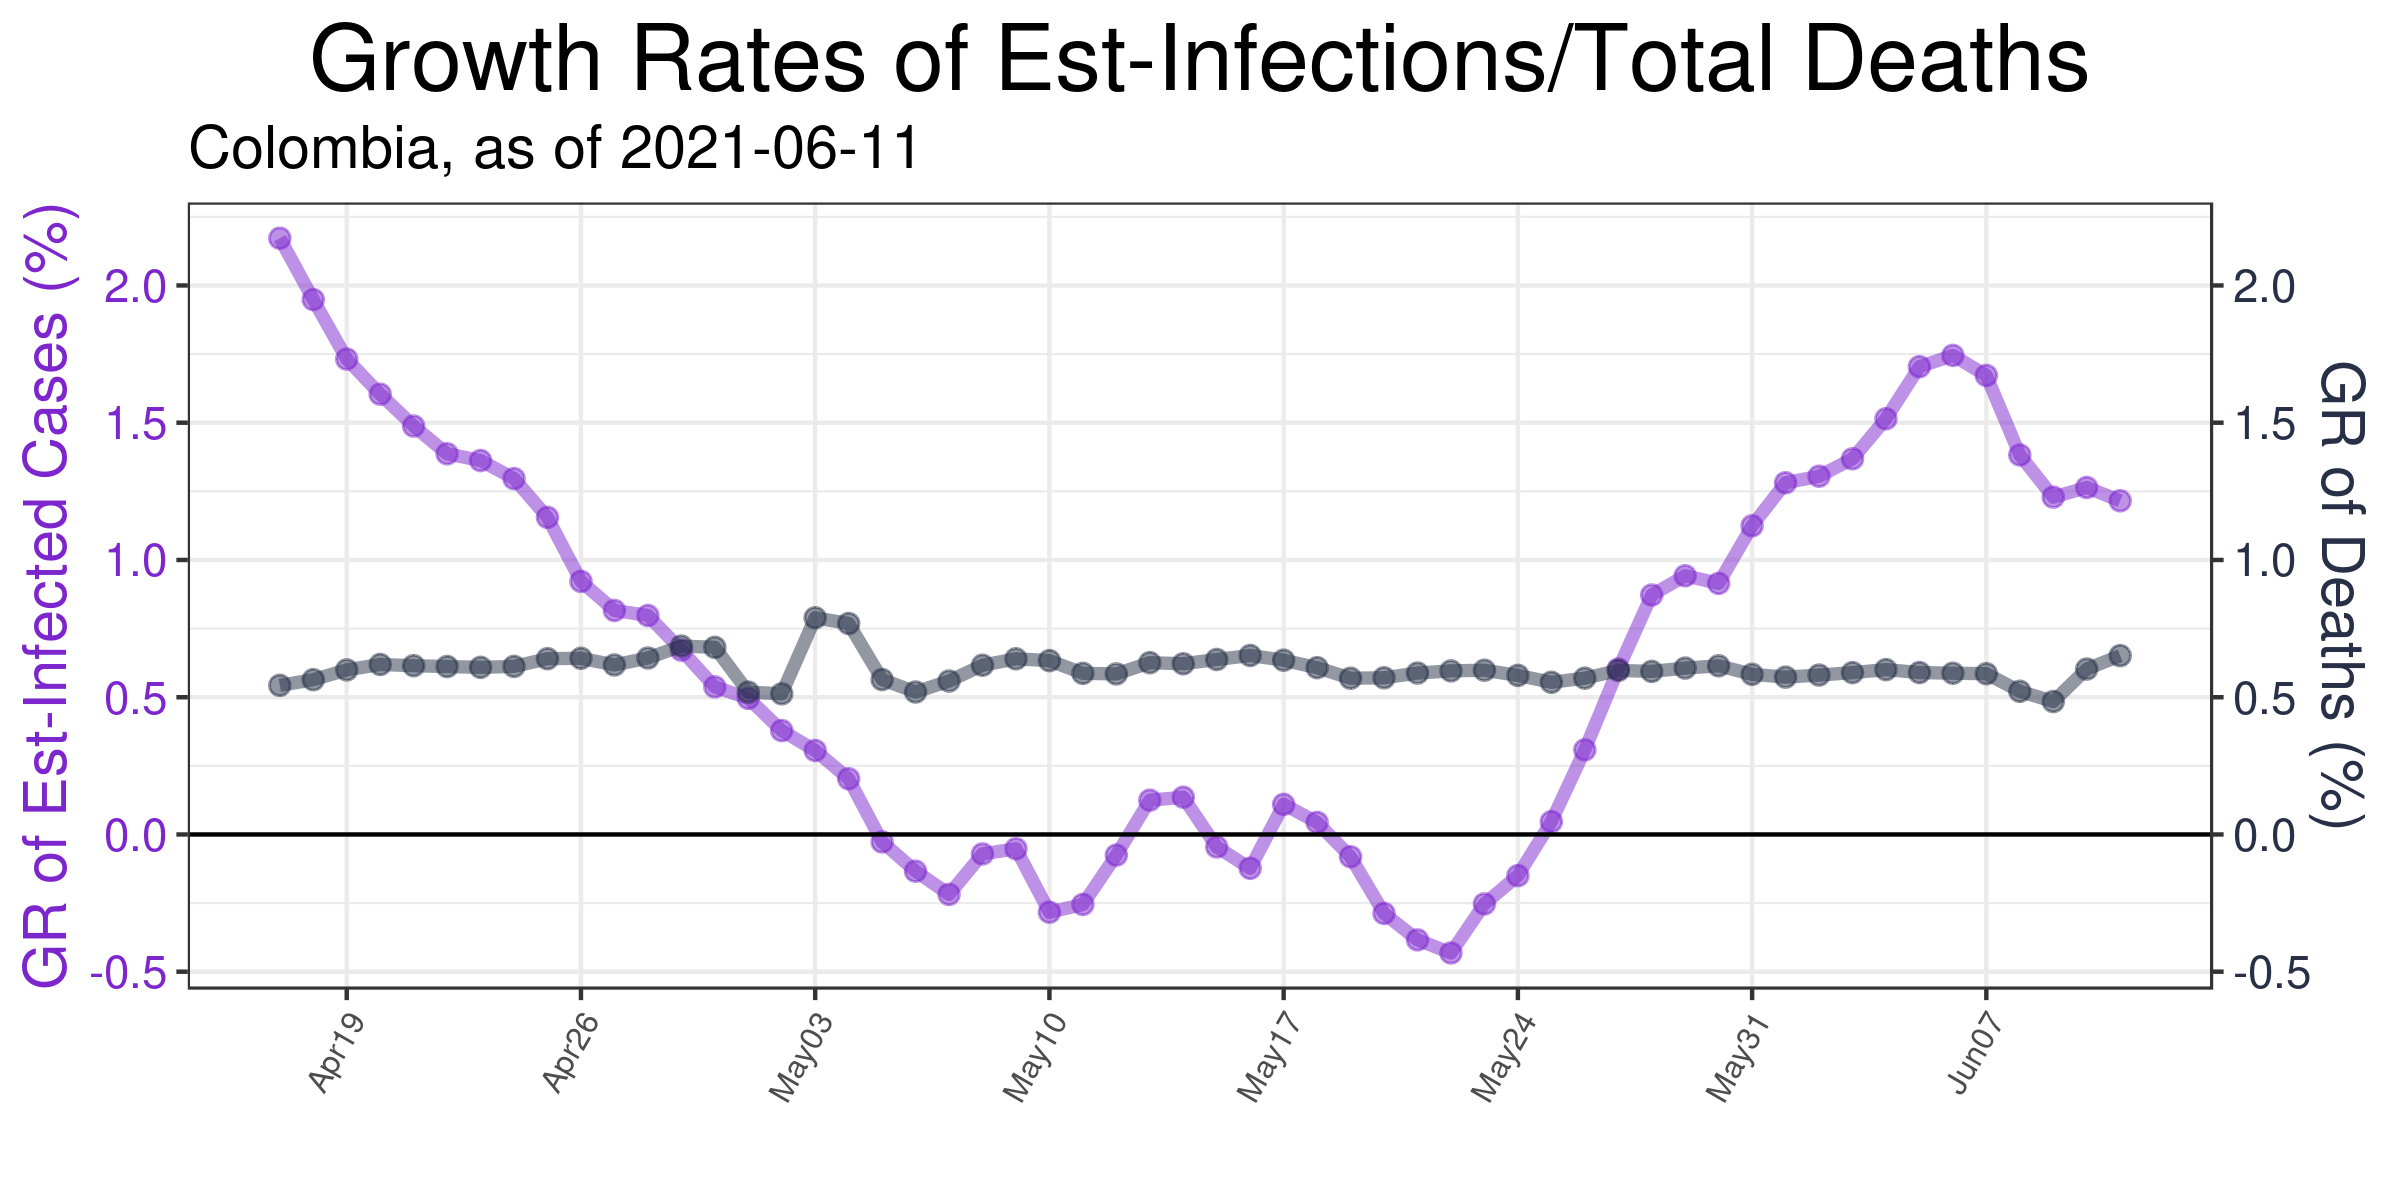 Growth Rates of Est-Infections/Total Deaths
Colombia, as of 2021-06-11
GR of Est-Infected Cases (%)
2.0
1.5
1.0
0.5
0.0
-0.5
2.0
1.5
1.0
0.5
0.0
-0.5
GR of Deaths (%)
Apr19
Apr26
May03
May10
May17
May24
May31
Jun07